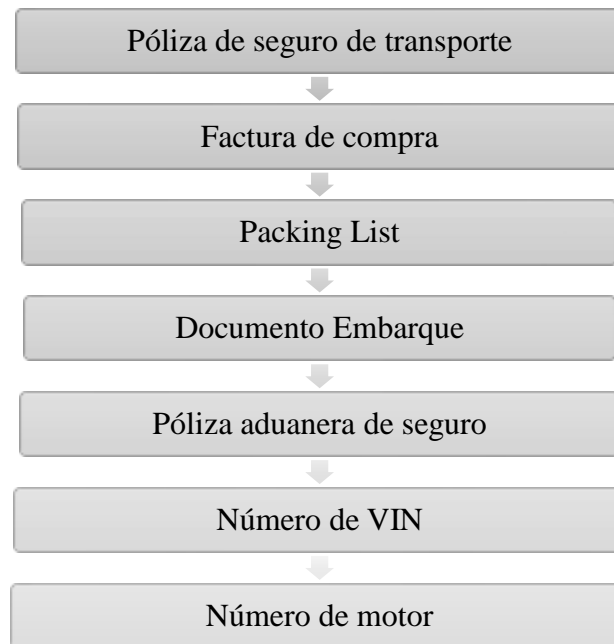 Póliza de seguro de transporte
Factura de compra
Packing List
Documento Embarque
Póliza aduanera de seguro
Número de VIN
Número de motor